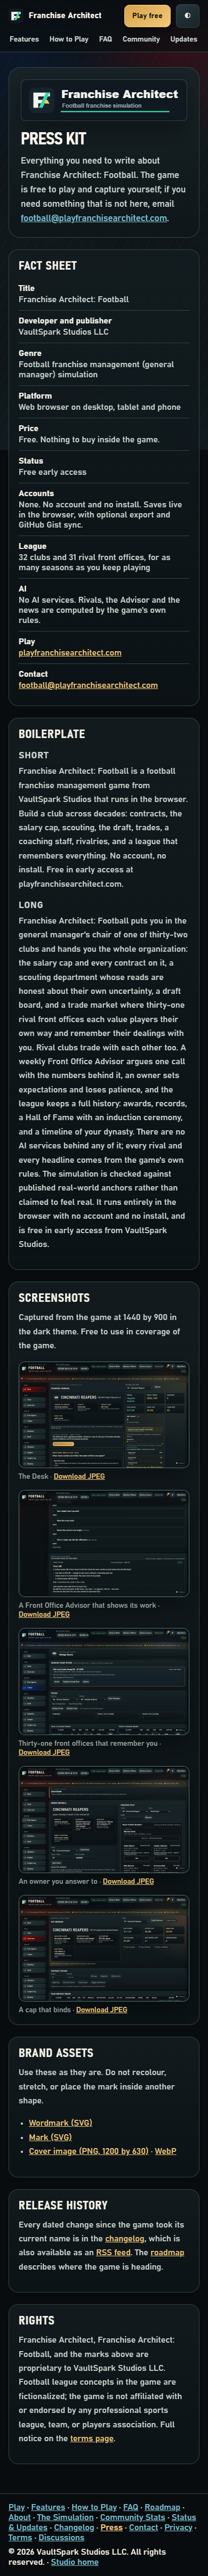 Franchise Architect
Play free
Features
How to Play
FAQ
Community
Updates
Franchise Architect
Football franchise simulation
PRESS KIT
Everything you need to write about
Franchise Architect: Football. The game
is free to play and capture yourself; if you
need something that is not here, email
football@playfranchisearchitect.com.
FACT SHEET
Title
Franchise Architect: Football
Developer and publisher
VaultSpark Studios LLC
Genre
Football franchise management (general
manager) simulation
Platform
Web browser on desktop, tablet and phone
Price
Free. Nothing to buy inside the game.
Status
Free early access
Accounts
None. No account and no install. Saves live
in the browser, with optional export and
GitHub Gist sync.
League
32 clubs and 31 rival front offices, for as
many seasons as you keep playing
AI
No AI services. Rivals, the Advisor and the
news are computed by the game's own
rules.
Play
playfranchisearchitect.com
Contact
football@playfranchisearchitect.com
BOILERPLATE
SHORT
Franchise Architect: Football is a football
franchise management game from
VaultSpark Studios that runs in the browser.
Build a club across decades: contracts, the
salary cap, scouting, the draft, trades, a
coaching staff, rivalries, and a league that
remembers everything. No account, no
install. Free in early access at
playfranchisearchitect.com.
LONG
Franchise Architect: Football puts you in the
general manager's chair of one of thirty-two
clubs and hands you the whole organization:
the salary cap and every contract on it, a
scouting department whose reads are
honest about their own uncertainty, a draft
board, and a trade market where thirty-one
rival front offices each value players their
own way and remember their dealings with
you. Rival clubs trade with each other too. A
weekly Front Office Advisor argues one call
with the numbers behind it, an owner sets
expectations and loses patience, and the
league keeps a full history: awards, records,
a Hall of Fame with an induction ceremony,
and a timeline of your dynasty. There are no
AI services behind any of it; every rival and
every headline comes from the game's own
rules. The simulation is checked against
published real-world anchors rather than
claimed to feel real. It runs entirely in the
browser with no account and no install, and
is free in early access from VaultSpark
Studios.
SCREENSHOTS
Captured from the game at 1440 by 900 in
the dark theme. Free to use in coverage of
the game.
FOOTBALL
CINCINNATI REAPERS
The Desk · Download JPEG
FOOTBALL
A Front Office Advisor that shows its work ·
Download JPEG
FOOTBALL
Thirty-one front offices that remember you ·
Download JPEG
FOOTBALL
CINCINNATI REAPERS
An owner you answer to · Download JPEG
FOOTBALL
CINCINNATI REAPERS
A cap that binds · Download JPEG
BRAND ASSETS
Use these as they are. Do not recolour,
stretch, or place the mark inside another
shape.
• Wordmark (SVG)
• Mark (SVG)
• Cover image (PNG, 1200 by 630) · WebP
RELEASE HISTORY
Every dated change since the game took its
current name is in the changelog, which is
also available as an RSS feed. The roadmap
describes where the game is heading.
RIGHTS
Franchise Architect, Franchise Architect:
Football, and the marks above are
proprietary to VaultSpark Studios LLC.
Football league concepts in the game are
fictionalized; the game is not affiliated with
or endorsed by any professional sports
league, team, or players association. Full
notice on the terms page.
Play · Features · How to Play · FAQ · Roadmap ·
About · The Simulation · Community Stats · Status
& Updates · Changelog · Press · Contact · Privacy ·
Terms · Discussions
© 2026 VaultSpark Studios LLC. All rights
reserved. · Studio home